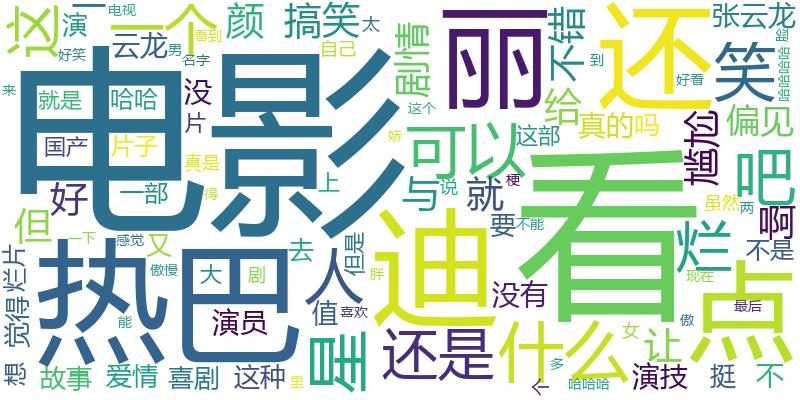 这 一 电视 演 一个 颜 搞笑 太 丽 不错 还 张云龙
好笑 云龙 男 看到 名字 自己 剧情 到 笑 脸
来 就是 哈哈 没 电影 这个 给 好看 哈哈哈哈
国产 片子 片 可以 这部 真的 吗 尴尬 偏见
好 一部 真是 得 上 娇 与 说 就 梗 看 虽然 两 吧
但 一下 感觉 又 去 但是 迪 要 不能 烂 啊
烂片 热 傲慢 巴 人 胖 没有 现在 不是
觉得 大 剧 值 喜欢 点 最后
能 演员 星 还是 什么 女 傲
想 故事 爱情 喜剧 这种 里 多 个 哈哈哈 让 演技 挺 不